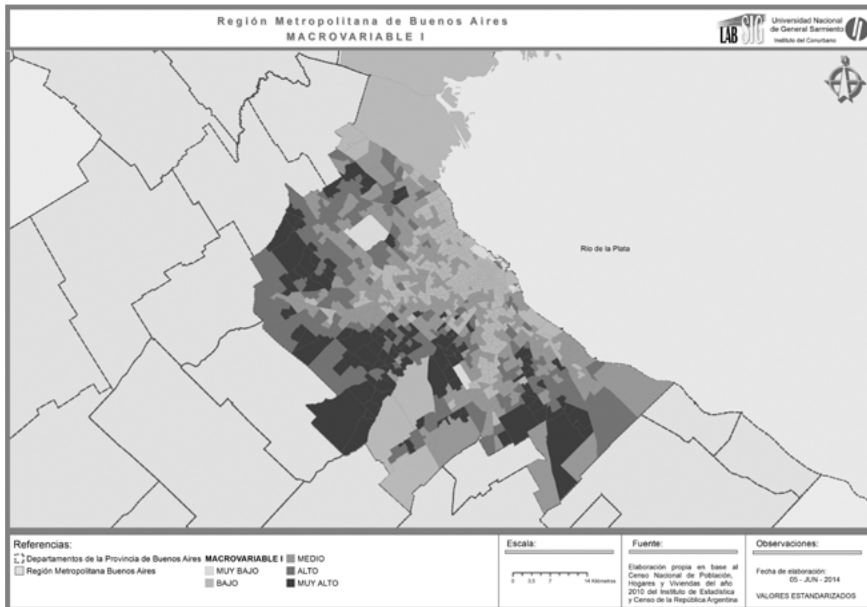 Región Metropolitana de Buenos Aires
MACROVARIABLE I
LAB SIG
Universidad Nacional
de General Sarmiento
Instituto del Conurbano
Río de la Plata
Referencias:
Departamentos de la Provincia de Buenos Aires
Región Metropolitana Buenos Aires
MACROVARIABLE I
MUY BAJO
BAJO
MEDIO
ALTO
MUY ALTO
Escala:
0 3,5 7 14 Kilómetros
Fuente:
Elaboración propia en base al
Censo Nacional de Población,
Hogares y Viviendas del año
2010 del Instituto de Estadística
y Censo de la República Argentina
Observaciones:
Fecha de elaboración:
05 - JUN - 2014
VALORES ESTANDARIZADOS